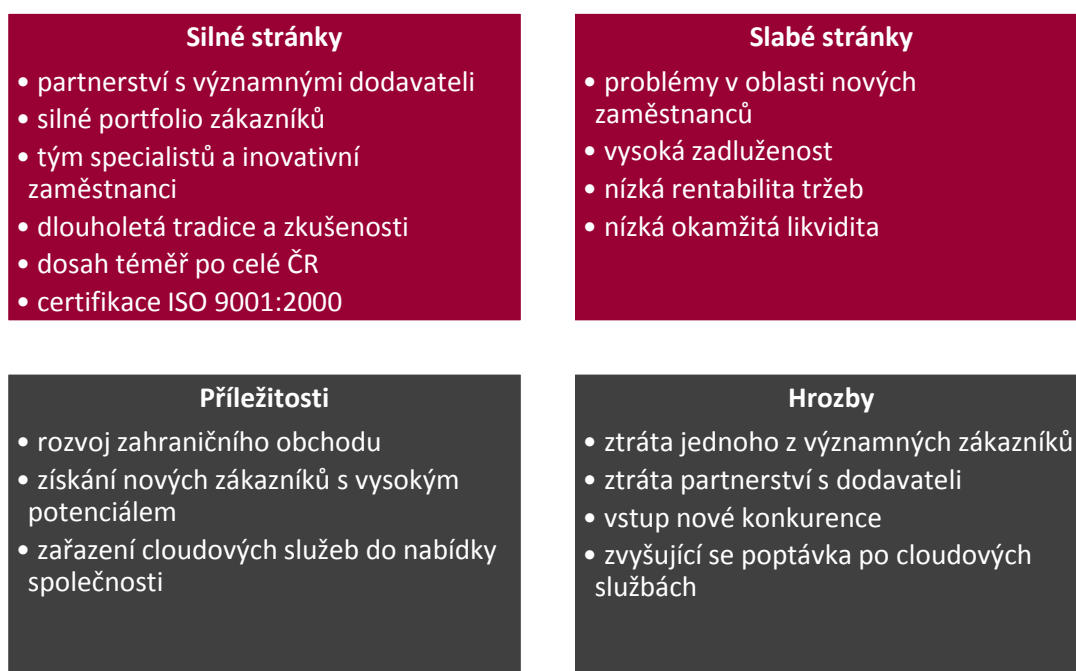 Silné stránky
• partnerství s významnými dodavateli
• silné portfolio zákazníků
• tým specialistů a inovativní
zaměstnanci
• dlouholetá tradice a zkušenosti
• dosah téměř po celé ČR
• certifikace ISO 9001:2000
Slabé stránky
• problémy v oblasti nových
zaměstnanců
• vysoká zadluženost
• nízká rentabilita tržeb
• nízká okamžitá likvidita
Příležitosti
• rozvoj zahraničního obchodu
• získání nových zákazníků s vysokým
potenciálem
• zařazení cloudových služeb do nabídky
společnosti
Hrozby
• ztráta jednoho z významných zákazníků
• ztráta partnerství s dodavateli
• vstup nové konkurence
• zvyšující se poptávka po cloudových
službách